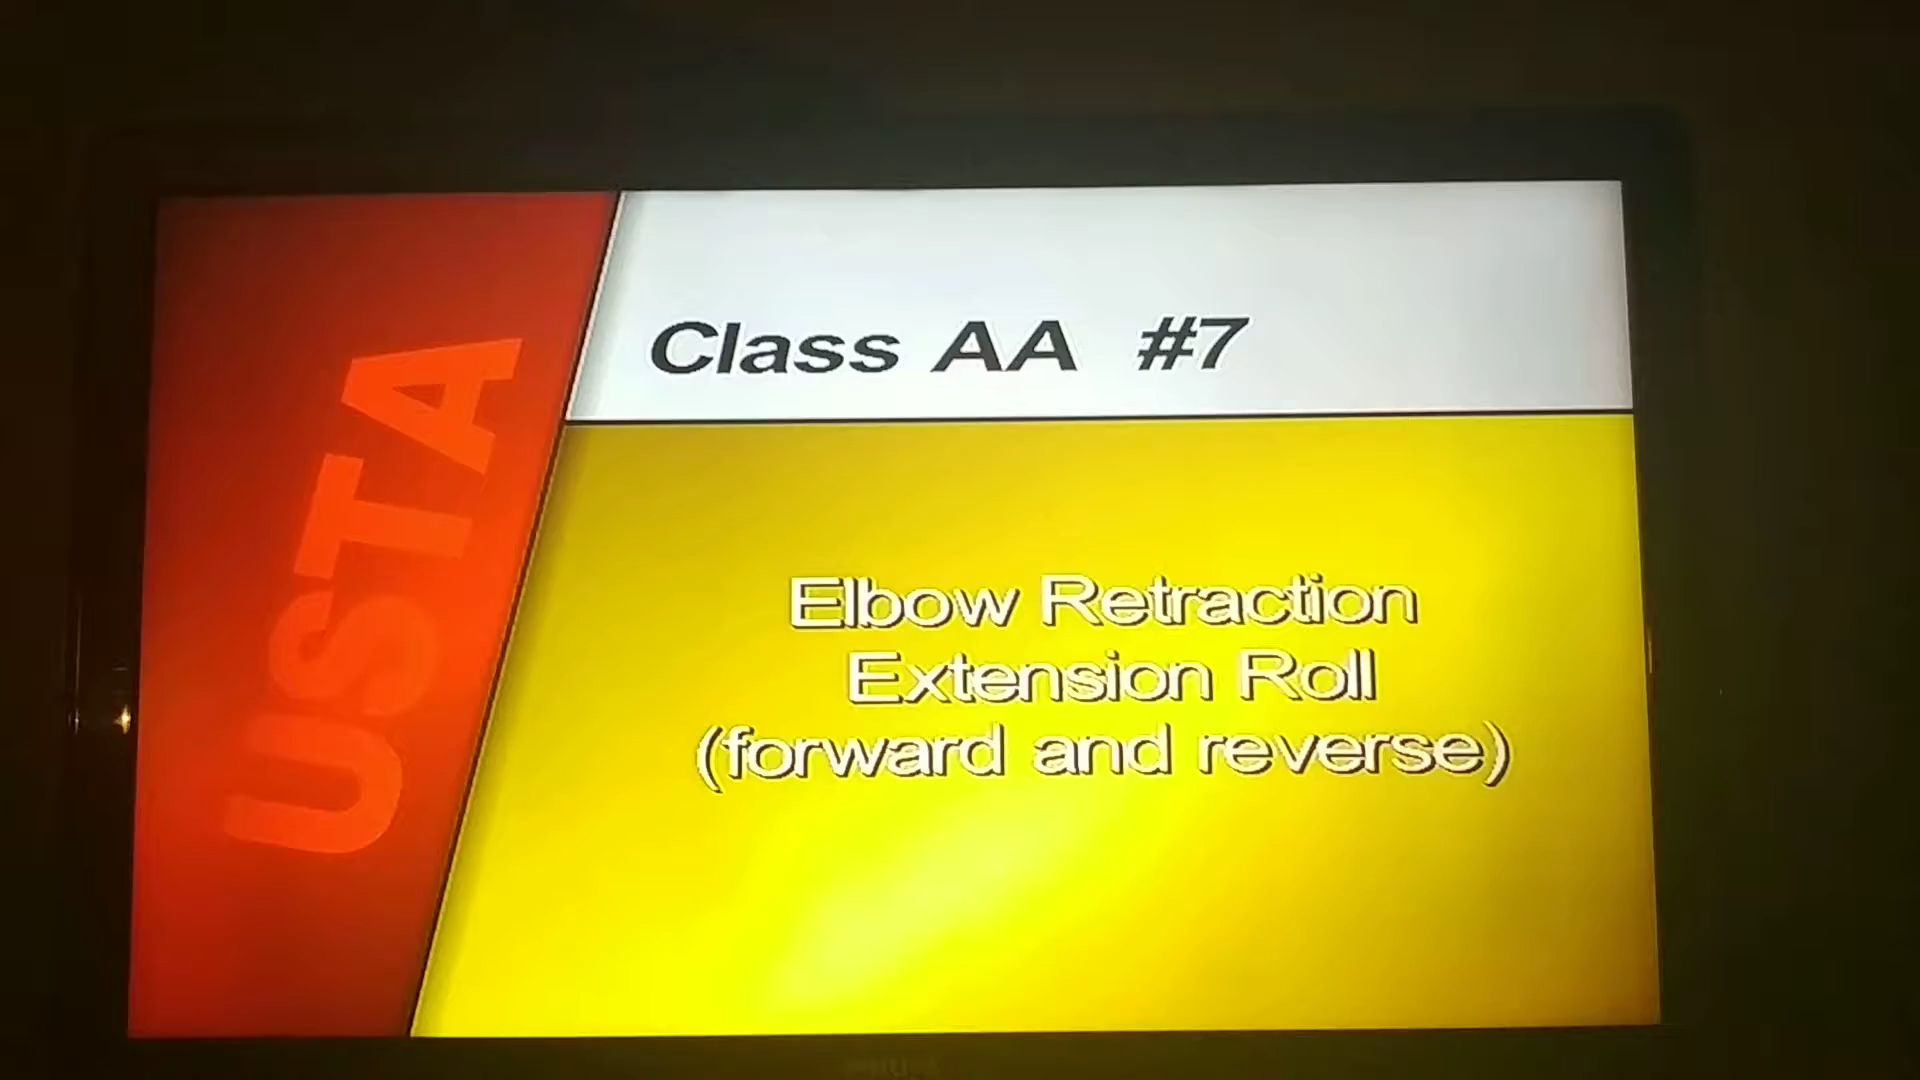 USTA
Class AA #7
Elbow Retraction
Extension Roll
(forward and reverse)